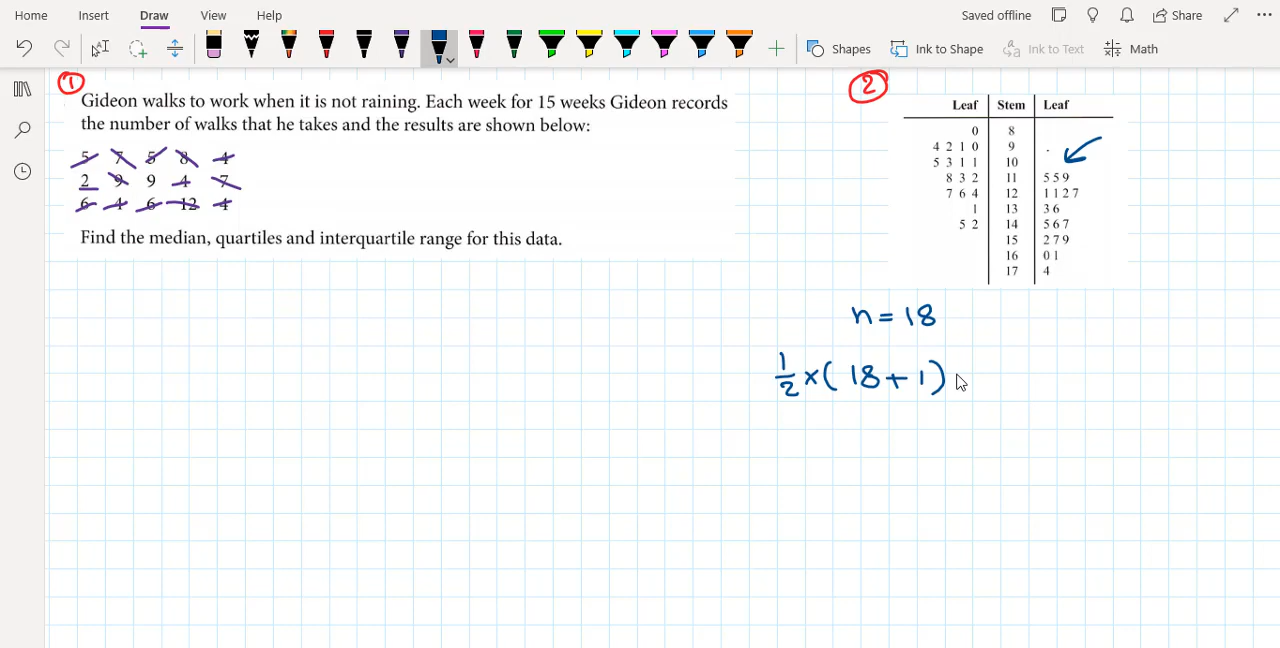 Home Insert Draw View Help Saved offline Share
Shapes Ink to Shape Ink to Text Math
①
Gideon walks to work when it is not raining. Each week for 15 weeks Gideon records
the number of walks that he takes and the results are shown below:
5 7 5 8 4
2 9 9 4 7
6 4 6 12 4
Find the median, quartiles and interquartile range for this data.
②
Leaf Stem Leaf
0 8
4 2 1 0 9
5 3 1 1 10
8 3 2 11 5 5 9
7 6 4 12 1 1 2 7
1 13 3 6
5 2 14 5 6 7
15 2 7 9
16 0 1
17 4
n = 18
1/2 × ( 18 + 1 )